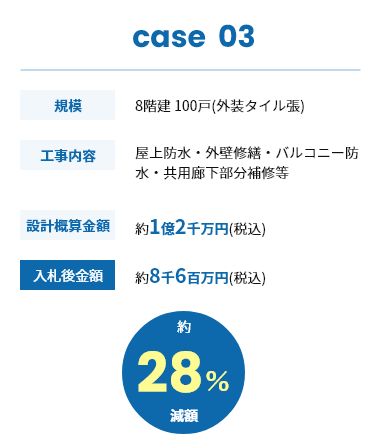 case 03
規模
8階建 100戸(外装タイル張)
工事内容
屋上防水・外壁修繕・バルコニー防
水・共用廊下部分補修等
設計概算金額
約1億2千万円(税込)
入札後金額
約8千6百万円(税込)
約
28%
減額